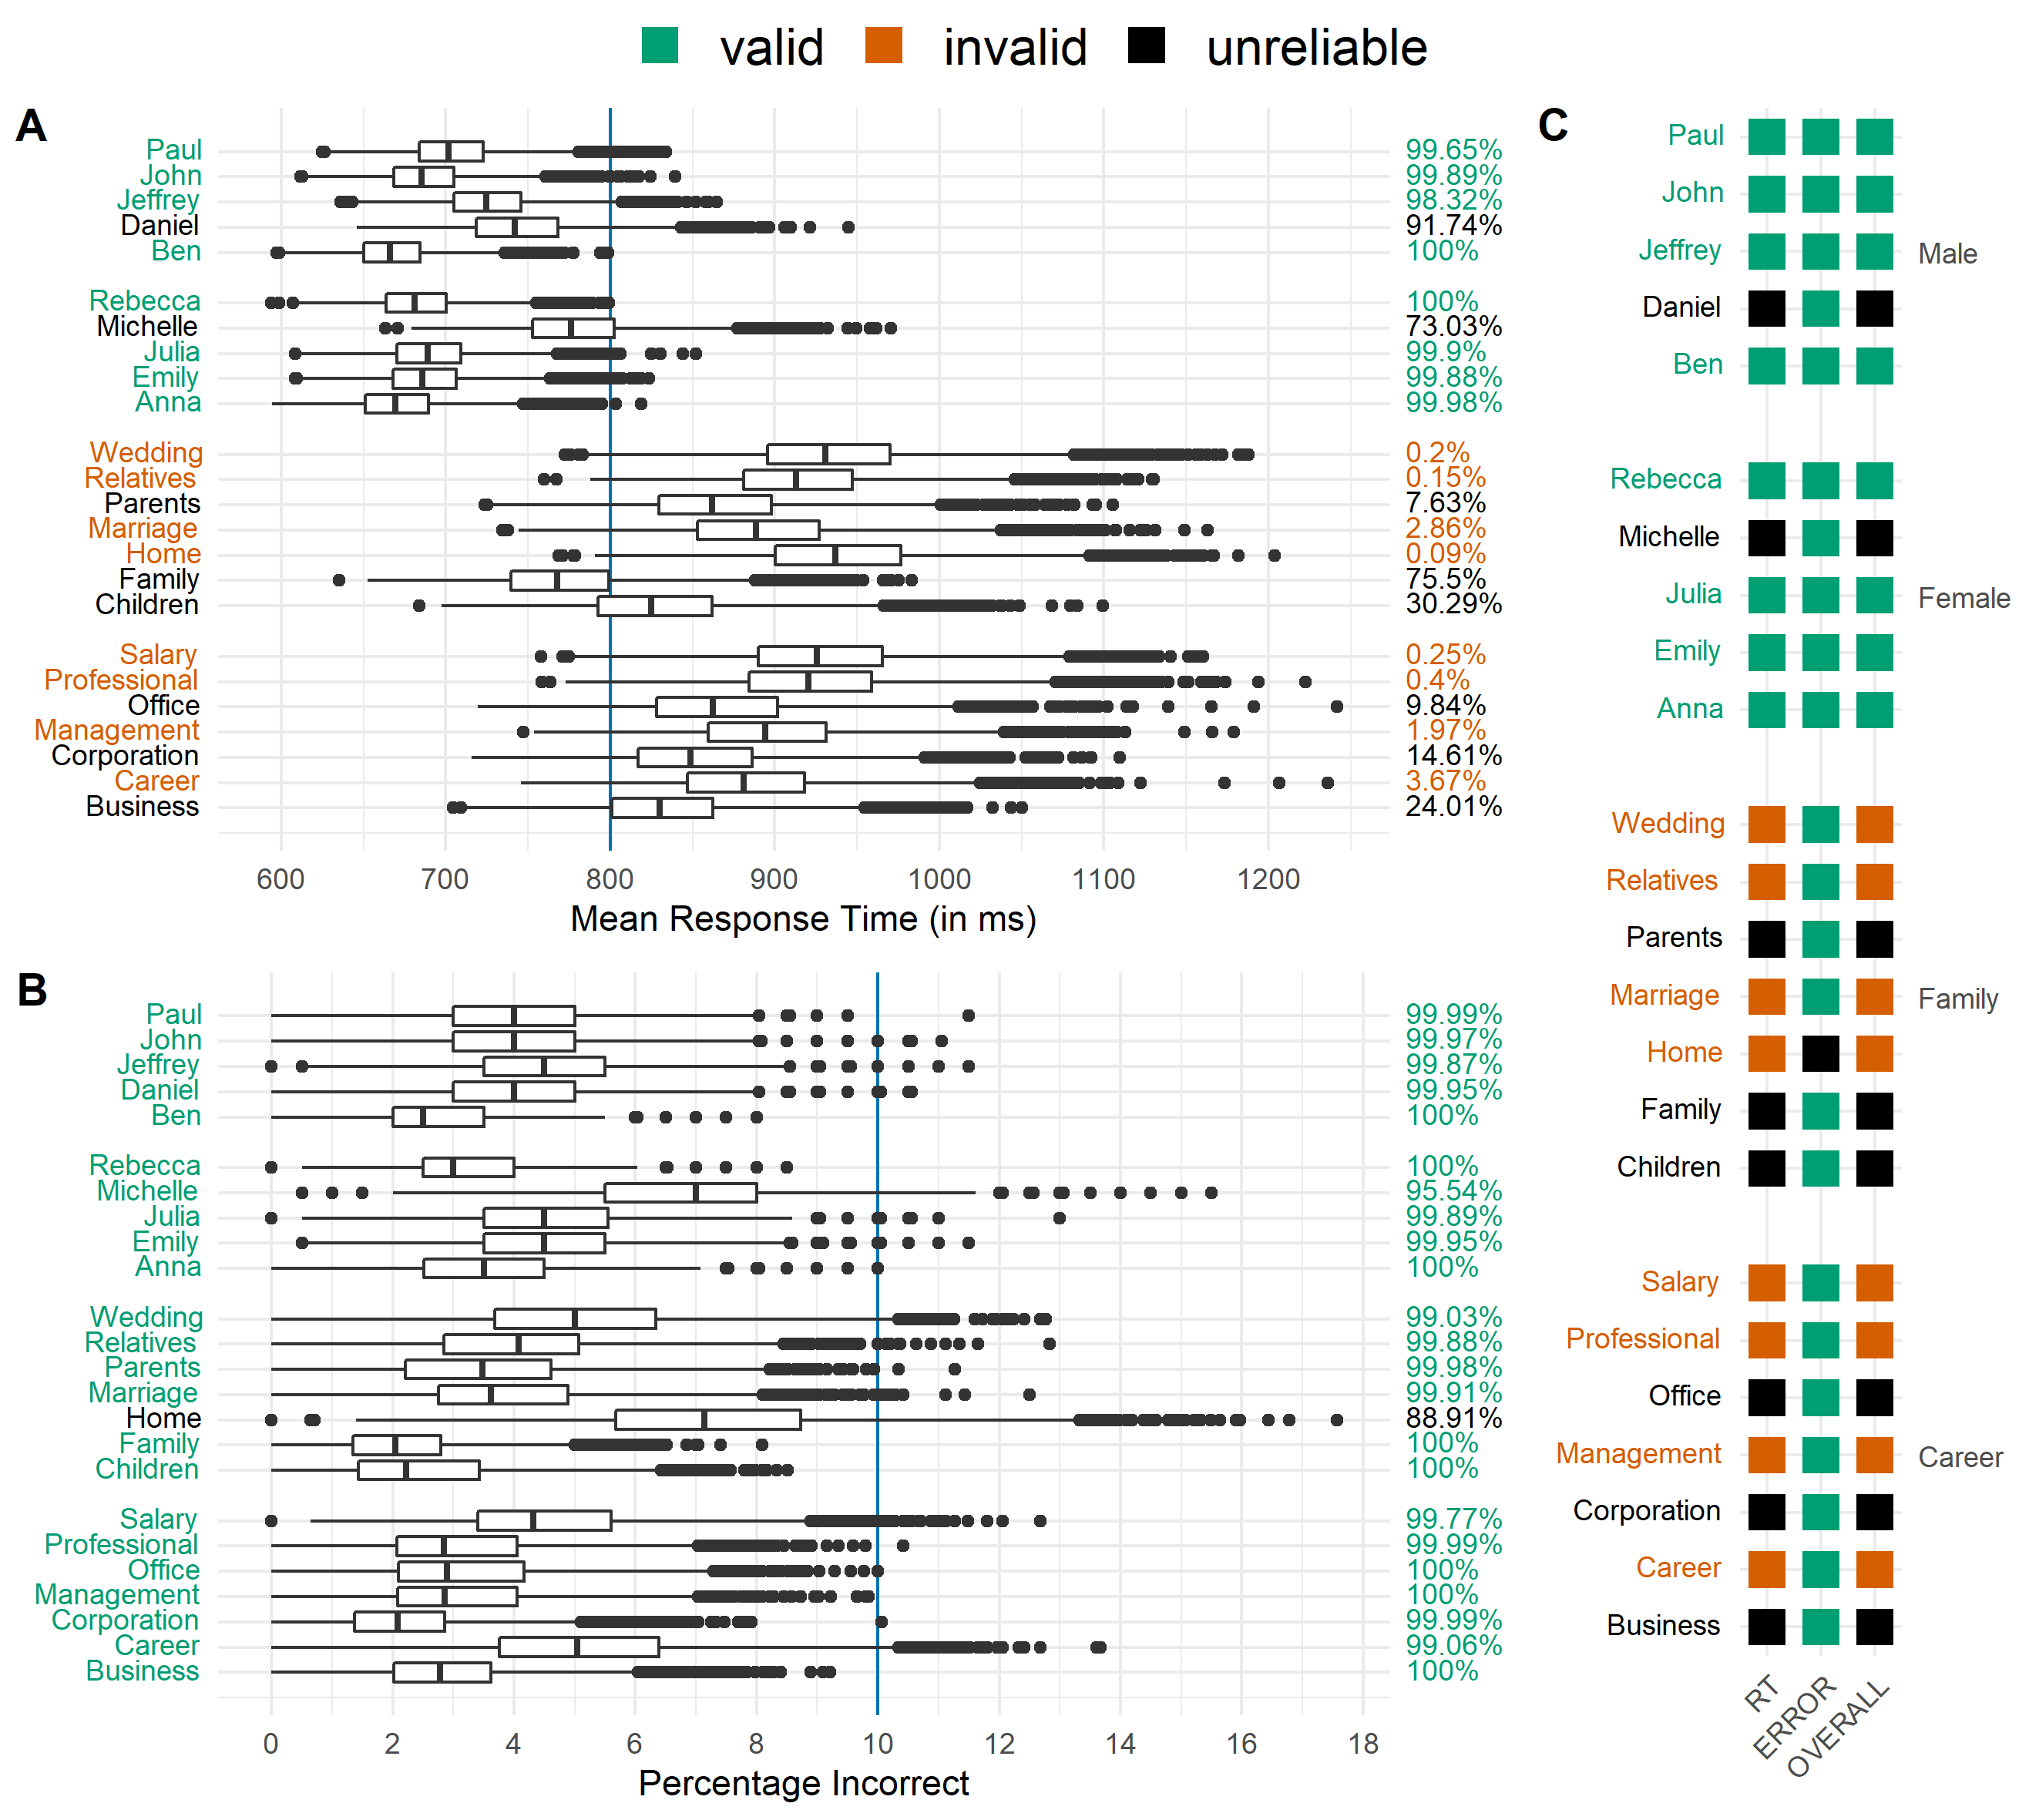 valid invalid unreliable
A
Paul 99.65%
John 99.89%
Jeffrey 98.32%
Daniel 91.74%
Ben 100%
Rebecca 100%
Michelle 73.03%
Julia 99.9%
Emily 99.88%
Anna 99.98%
Wedding 0.2%
Relatives 0.15%
Parents 7.63%
Marriage 2.86%
Home 0.09%
Family 75.5%
Children 30.29%
Salary 0.25%
Professional 0.4%
Office 9.84%
Management 1.97%
Corporation 14.61%
Career 3.67%
Business 24.01%
600 700 800 900 1000 1100 1200
Mean Response Time (in ms)
B
Paul 99.99%
John 99.97%
Jeffrey 99.87%
Daniel 99.95%
Ben 100%
Rebecca 100%
Michelle 95.54%
Julia 99.89%
Emily 99.95%
Anna 100%
Wedding 99.03%
Relatives 99.88%
Parents 99.98%
Marriage 99.91%
Home 88.91%
Family 100%
Children 100%
Salary 99.77%
Professional 99.99%
Office 100%
Management 100%
Corporation 99.99%
Career 99.06%
Business 100%
0 2 4 6 8 10 12 14 16 18
Percentage Incorrect
C
Paul
John
Jeffrey Male
Daniel
Ben
Rebecca
Michelle
Julia Female
Emily
Anna
Wedding
Relatives
Parents
Marriage Family
Home
Family
Children
Salary
Professional
Office
Management Career
Corporation
Career
Business
RT ERROR OVERALL